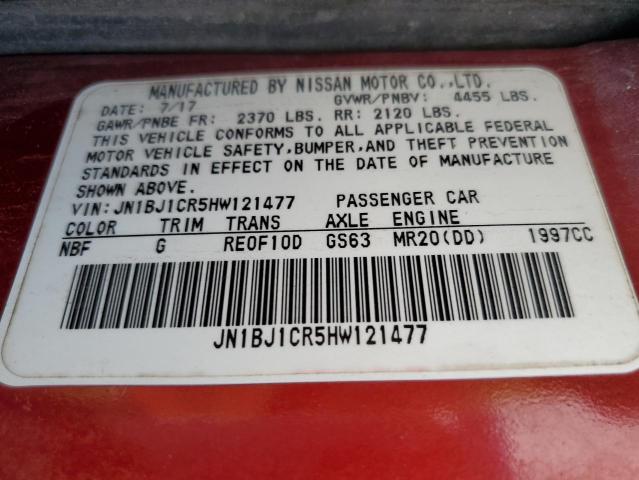 MANUFACTURED BY NISSAN MOTOR CO.,LTD.
DATE: 7/17 GVWR/PNBV: 4455 LBS.
GAWR/PNBE FR: 2370 LBS. RR: 2120 LBS.
THIS VEHICLE CONFORMS TO ALL APPLICABLE FEDERAL
MOTOR VEHICLE SAFETY,BUMPER,AND THEFT PREVENTION
STANDARDS IN EFFECT ON THE DATE OF MANUFACTURE
SHOWN ABOVE.
VIN:JN1BJ1CR5HW121477 PASSENGER CAR
COLOR TRIM TRANS AXLE ENGINE
NBF G RE0F10D GS63 MR20(DD) 1997CC
JN1BJ1CR5HW121477